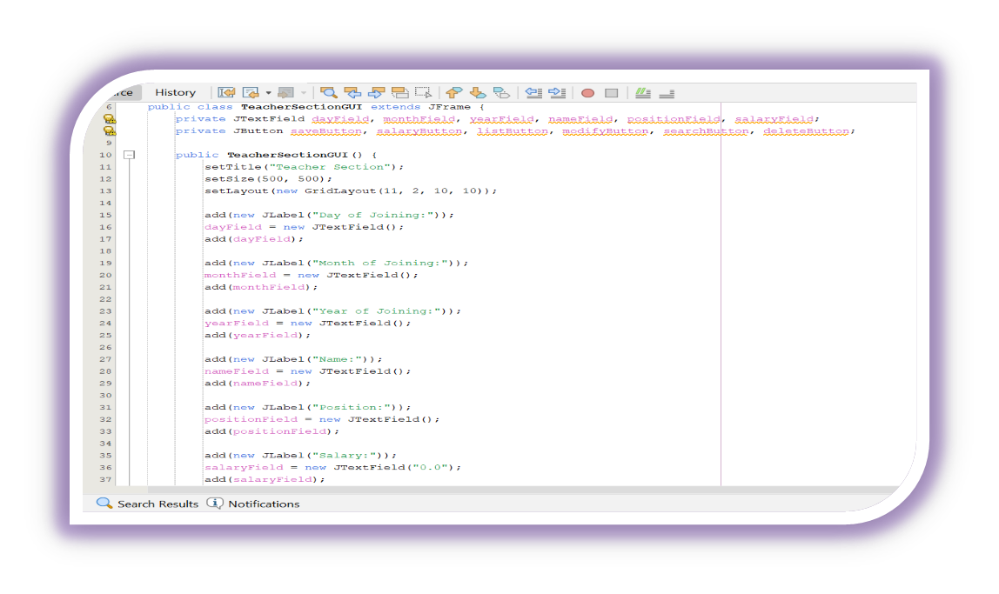 rce History
6 public class TeacherSectionGUI extends JFrame {
private JTextField dayField, monthField, yearField, nameField, positionField, salaryField;
private JButton saveButton, salaryButton, listButton, modifyButton, searchButton, deleteButton;
9
10 public TeacherSectionGUI() {
11 setTitle("Teacher Section");
12 setSize(500, 500);
13 setLayout(new GridLayout(11, 2, 10, 10));
14
15 add(new JLabel("Day of Joining:"));
16 dayField = new JTextField();
17 add(dayField);
18
19 add(new JLabel("Month of Joining:"));
20 monthField = new JTextField();
21 add(monthField);
22
23 add(new JLabel("Year of Joining:"));
24 yearField = new JTextField();
25 add(yearField);
26
27 add(new JLabel("Name:"));
28 nameField = new JTextField();
29 add(nameField);
30
31 add(new JLabel("Position:"));
32 positionField = new JTextField();
33 add(positionField);
34
35 add(new JLabel("Salary:"));
36 salaryField = new JTextField("0.0");
37 add(salaryField);
Search Results Notifications